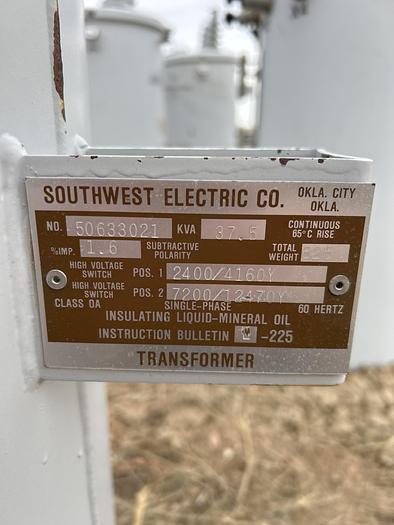 SOUTHWEST ELECTRIC CO. OKLA. CITY OKLA.
NO. 50633021 KVA 37.5 CONTINUOUS 65°C RISE
%IMP. 1.6 SUBTRACTIVE POLARITY TOTAL WEIGHT
HIGH VOLTAGE SWITCH POS. 1 2400/4160Y
HIGH VOLTAGE SWITCH POS. 2 7200/12470Y
CLASS OA SINGLE-PHASE 60 HERTZ
INSULATING LIQUID-MINERAL OIL
INSTRUCTION BULLETIN -225
TRANSFORMER